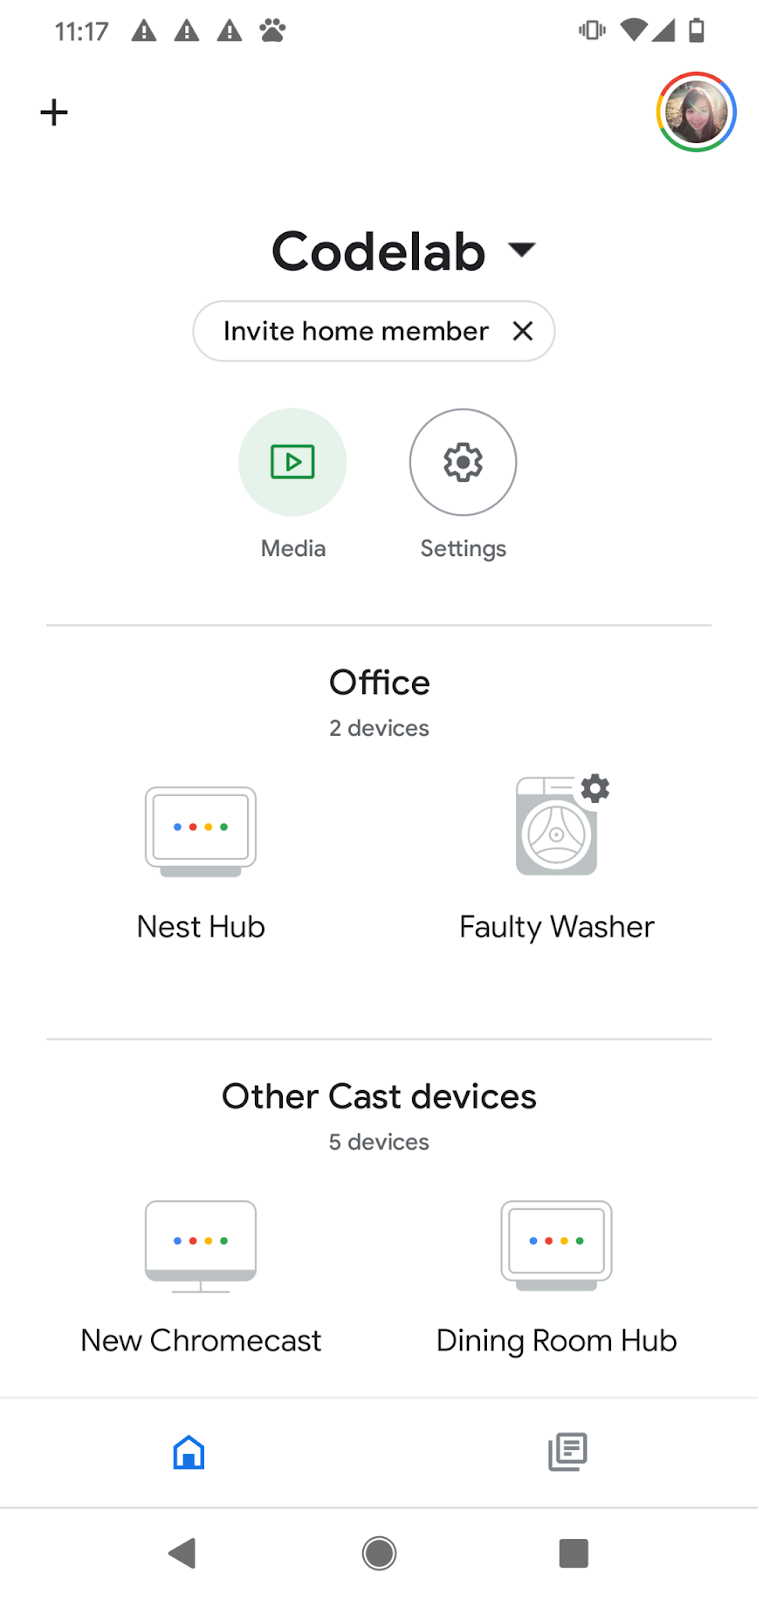 11:17
Codelab
Invite home member
Media Settings
Office
2 devices
Nest Hub Faulty Washer
Other Cast devices
5 devices
New Chromecast Dining Room Hub